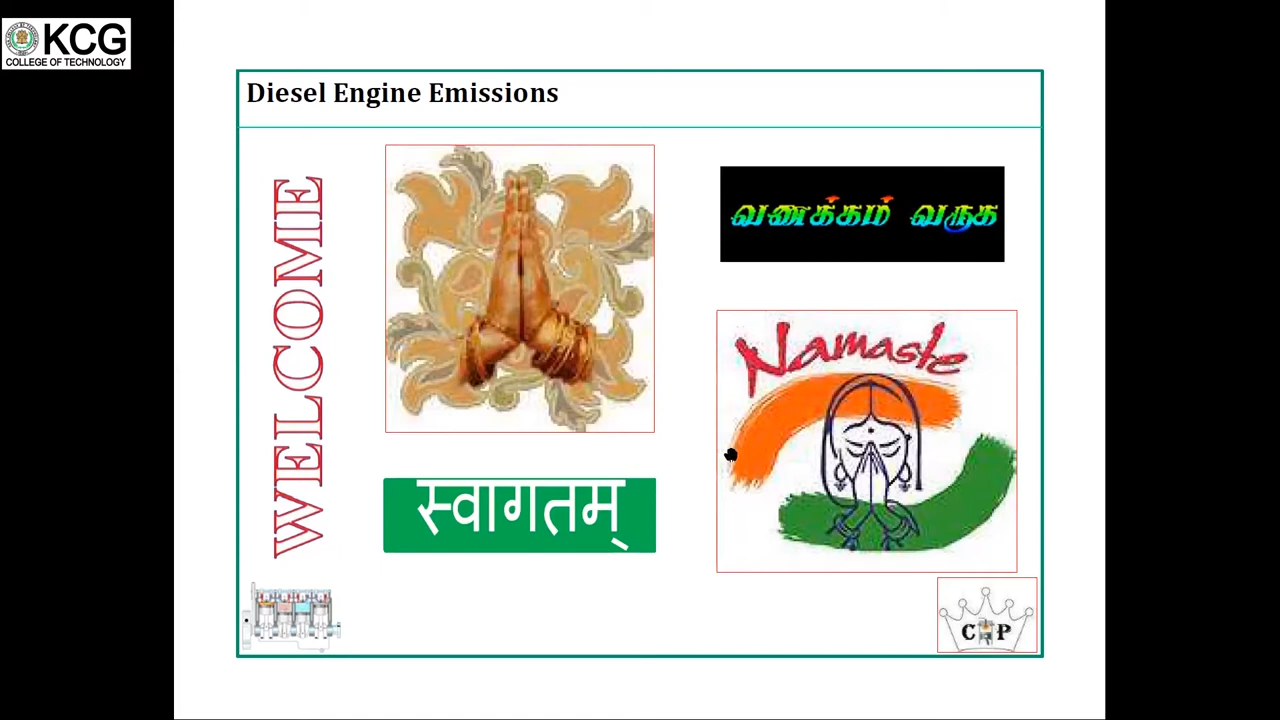 KCG
COLLEGE OF TECHNOLOGY
Diesel Engine Emissions
WELCOME
வணக்கம் வருக
Namaste
स्वागतम्
C P